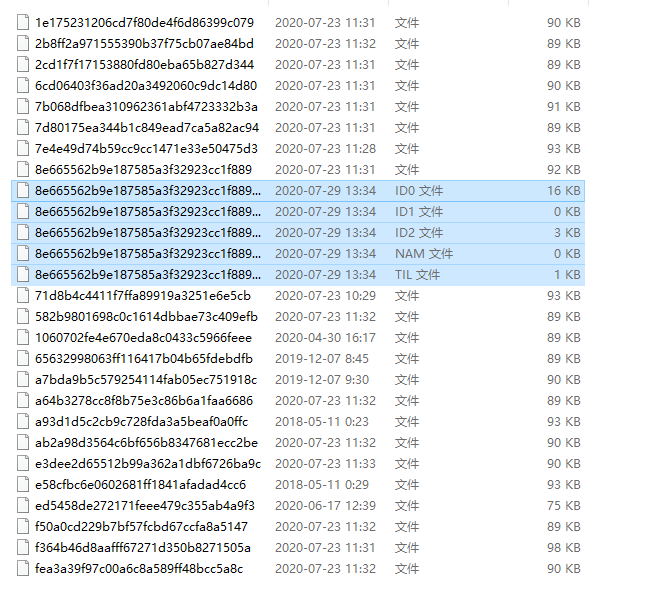 1e175231206cd7f80de4f6d86399c079 2020-07-23 11:31 文件 90 KB
2b8ff2a971555390b37f75cb07ae84bd 2020-07-23 11:32 文件 89 KB
2cd1f7f17153880fd80eba65b827d344 2020-07-23 11:31 文件 89 KB
6cd06403f36ad20a3492060c9dc14d80 2020-07-23 11:31 文件 90 KB
7b068dfbea310962361abf4723332b3a 2020-07-23 11:31 文件 91 KB
7d80175ea344b1c849ead7ca5a82ac94 2020-07-23 11:31 文件 89 KB
7e4e49d74b59cc9cc1471e33e50475d3 2020-07-23 11:28 文件 93 KB
8e665562b9e187585a3f32923cc1f889 2020-07-23 11:31 文件 92 KB
8e665562b9e187585a3f32923cc1f889... 2020-07-29 13:34 ID0 文件 16 KB
8e665562b9e187585a3f32923cc1f889... 2020-07-29 13:34 ID1 文件 0 KB
8e665562b9e187585a3f32923cc1f889... 2020-07-29 13:34 ID2 文件 3 KB
8e665562b9e187585a3f32923cc1f889... 2020-07-29 13:34 NAM 文件 0 KB
8e665562b9e187585a3f32923cc1f889... 2020-07-29 13:34 TIL 文件 1 KB
71d8b4c4411f7ffa89919a3251e6e5cb 2020-07-23 10:29 文件 93 KB
582b9801698c0c1614dbbae73c409efb 2020-07-23 11:32 文件 89 KB
1060702fe4e670eda8c0433c5966feee 2020-04-30 16:17 文件 89 KB
65632998063ff116417b04b65fdebdfb 2019-12-07 8:45 文件 89 KB
a7bda9b5c579254114fab05ec751918c 2019-12-07 9:30 文件 90 KB
a64b3278cc8f8b75e3c86b6a1faa6686 2020-07-23 11:32 文件 89 KB
a93d1d5c2cb9c728fda3a5beaf0a0ffc 2018-05-11 0:23 文件 93 KB
ab2a98d3564c6bf656b8347681ecc2be 2020-07-23 11:32 文件 90 KB
e3dee2d65512b99a362a1dbf6726ba9c 2020-07-23 11:33 文件 90 KB
e58cfbc6e0602681ff1841afadad4cc6 2018-05-11 0:29 文件 93 KB
ed5458de272171feee479c355ab4a9f3 2020-06-17 12:39 文件 75 KB
f50a0cd229b7bf57fcbd67ccfa8a5147 2020-07-23 11:32 文件 89 KB
f364b46d8aafff67271d350b8271505a 2020-07-23 11:31 文件 98 KB
fea3a39f97c00a6c8a589ff48bcc5a8c 2020-07-23 11:32 文件 90 KB